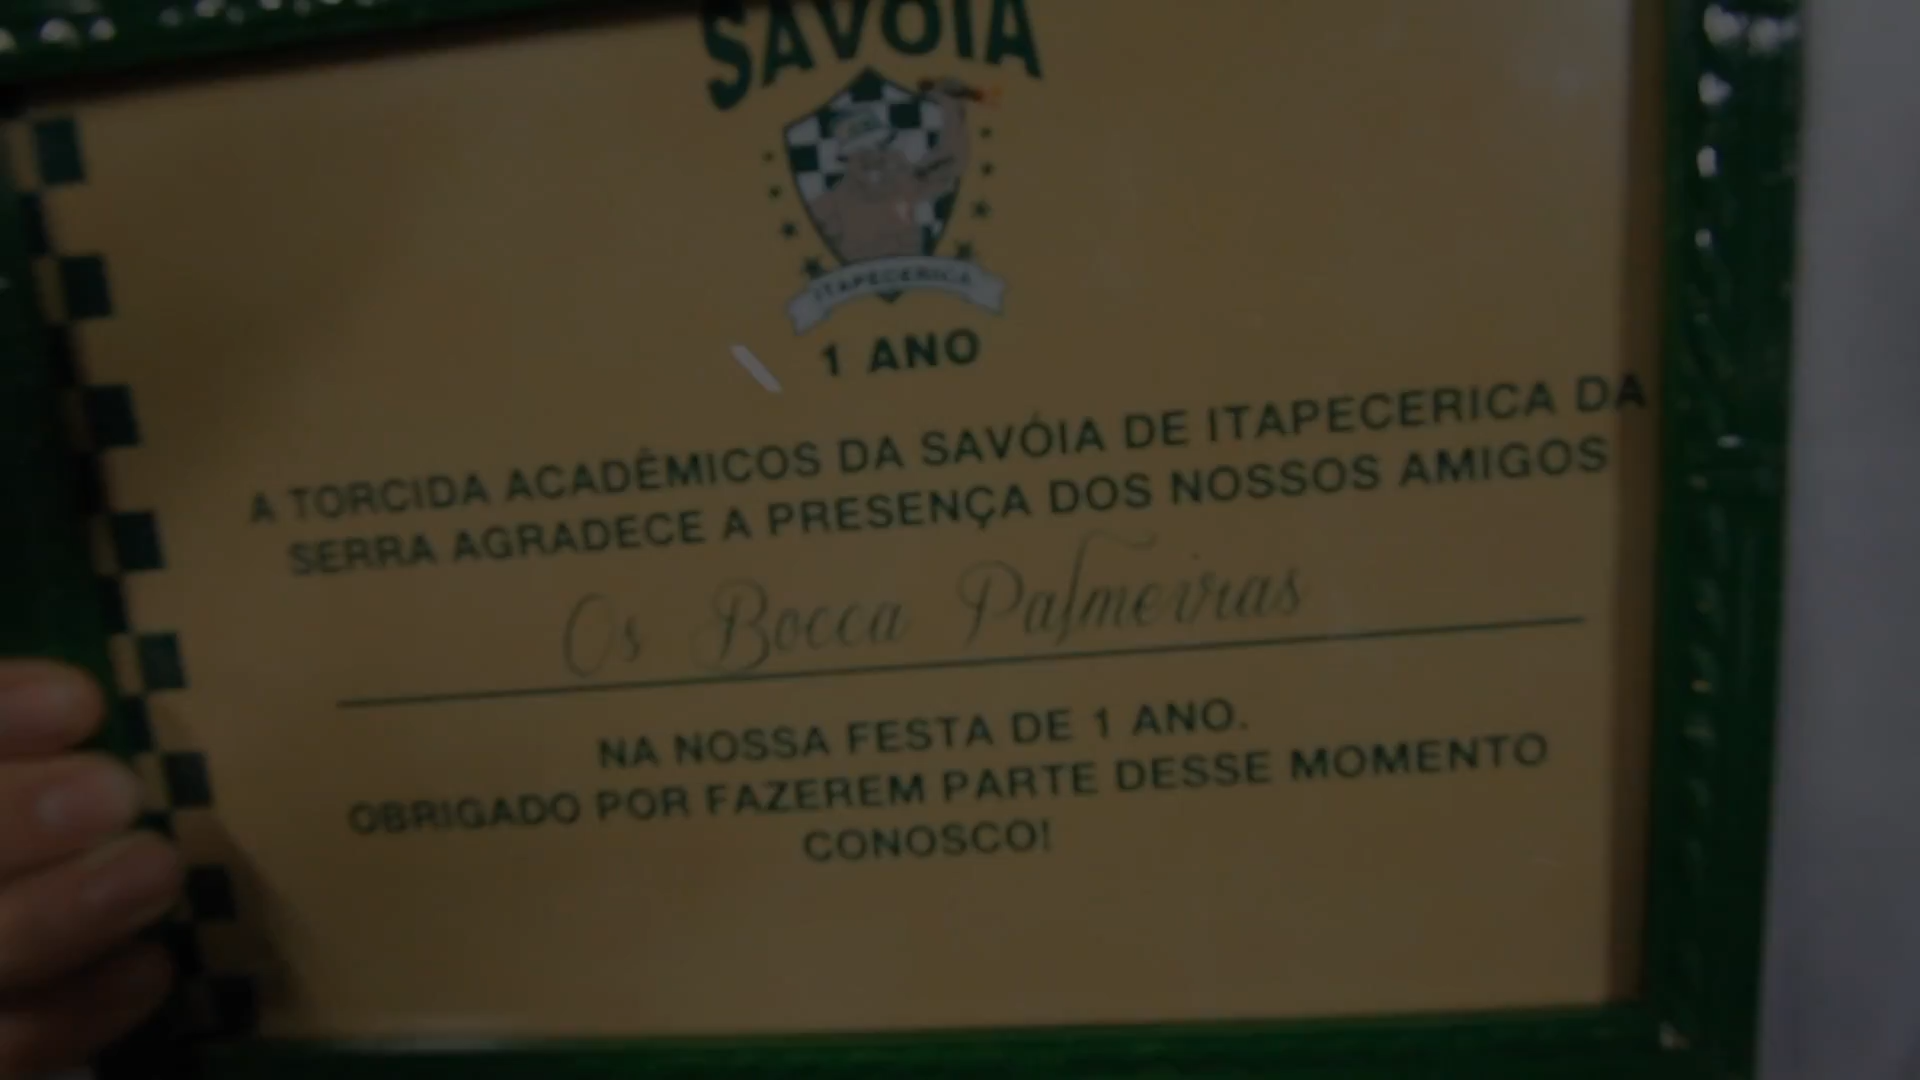 SAVOIA
ITAPECERICA
1 ANO
A TORCIDA ACADÊMICOS DA SAVÓIA DE ITAPECERICA DA
SERRA AGRADECE A PRESENÇA DOS NOSSOS AMIGOS
Os Bocca Palmeiras
NA NOSSA FESTA DE 1 ANO.
OBRIGADO POR FAZEREM PARTE DESSE MOMENTO
CONOSCO!